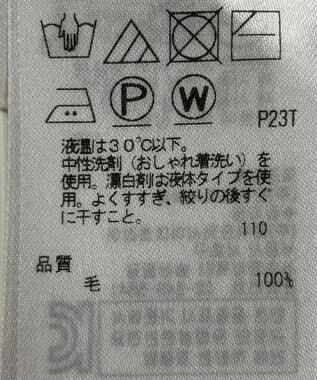 P
W
P23T
液温は30℃以下。
中性洗剤（おしゃれ着洗い）を
使用。漂白剤は液体タイプを使
用。よくすすぎ、絞りの後すぐ
に干すこと。
110
品質
毛 100%